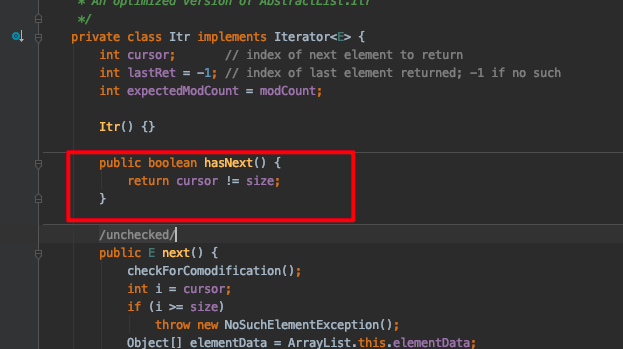 * An optimized version of AbstractList.Itr
*/
private class Itr implements Iterator<E> {
int cursor;       // index of next element to return
int lastRet = -1; // index of last element returned; -1 if no such
int expectedModCount = modCount;
Itr() {}
public boolean hasNext() {
return cursor != size;
}
/unchecked/
public E next() {
checkForComodification();
int i = cursor;
if (i >= size)
throw new NoSuchElementException();
Object[] elementData = ArrayList.this.elementData;